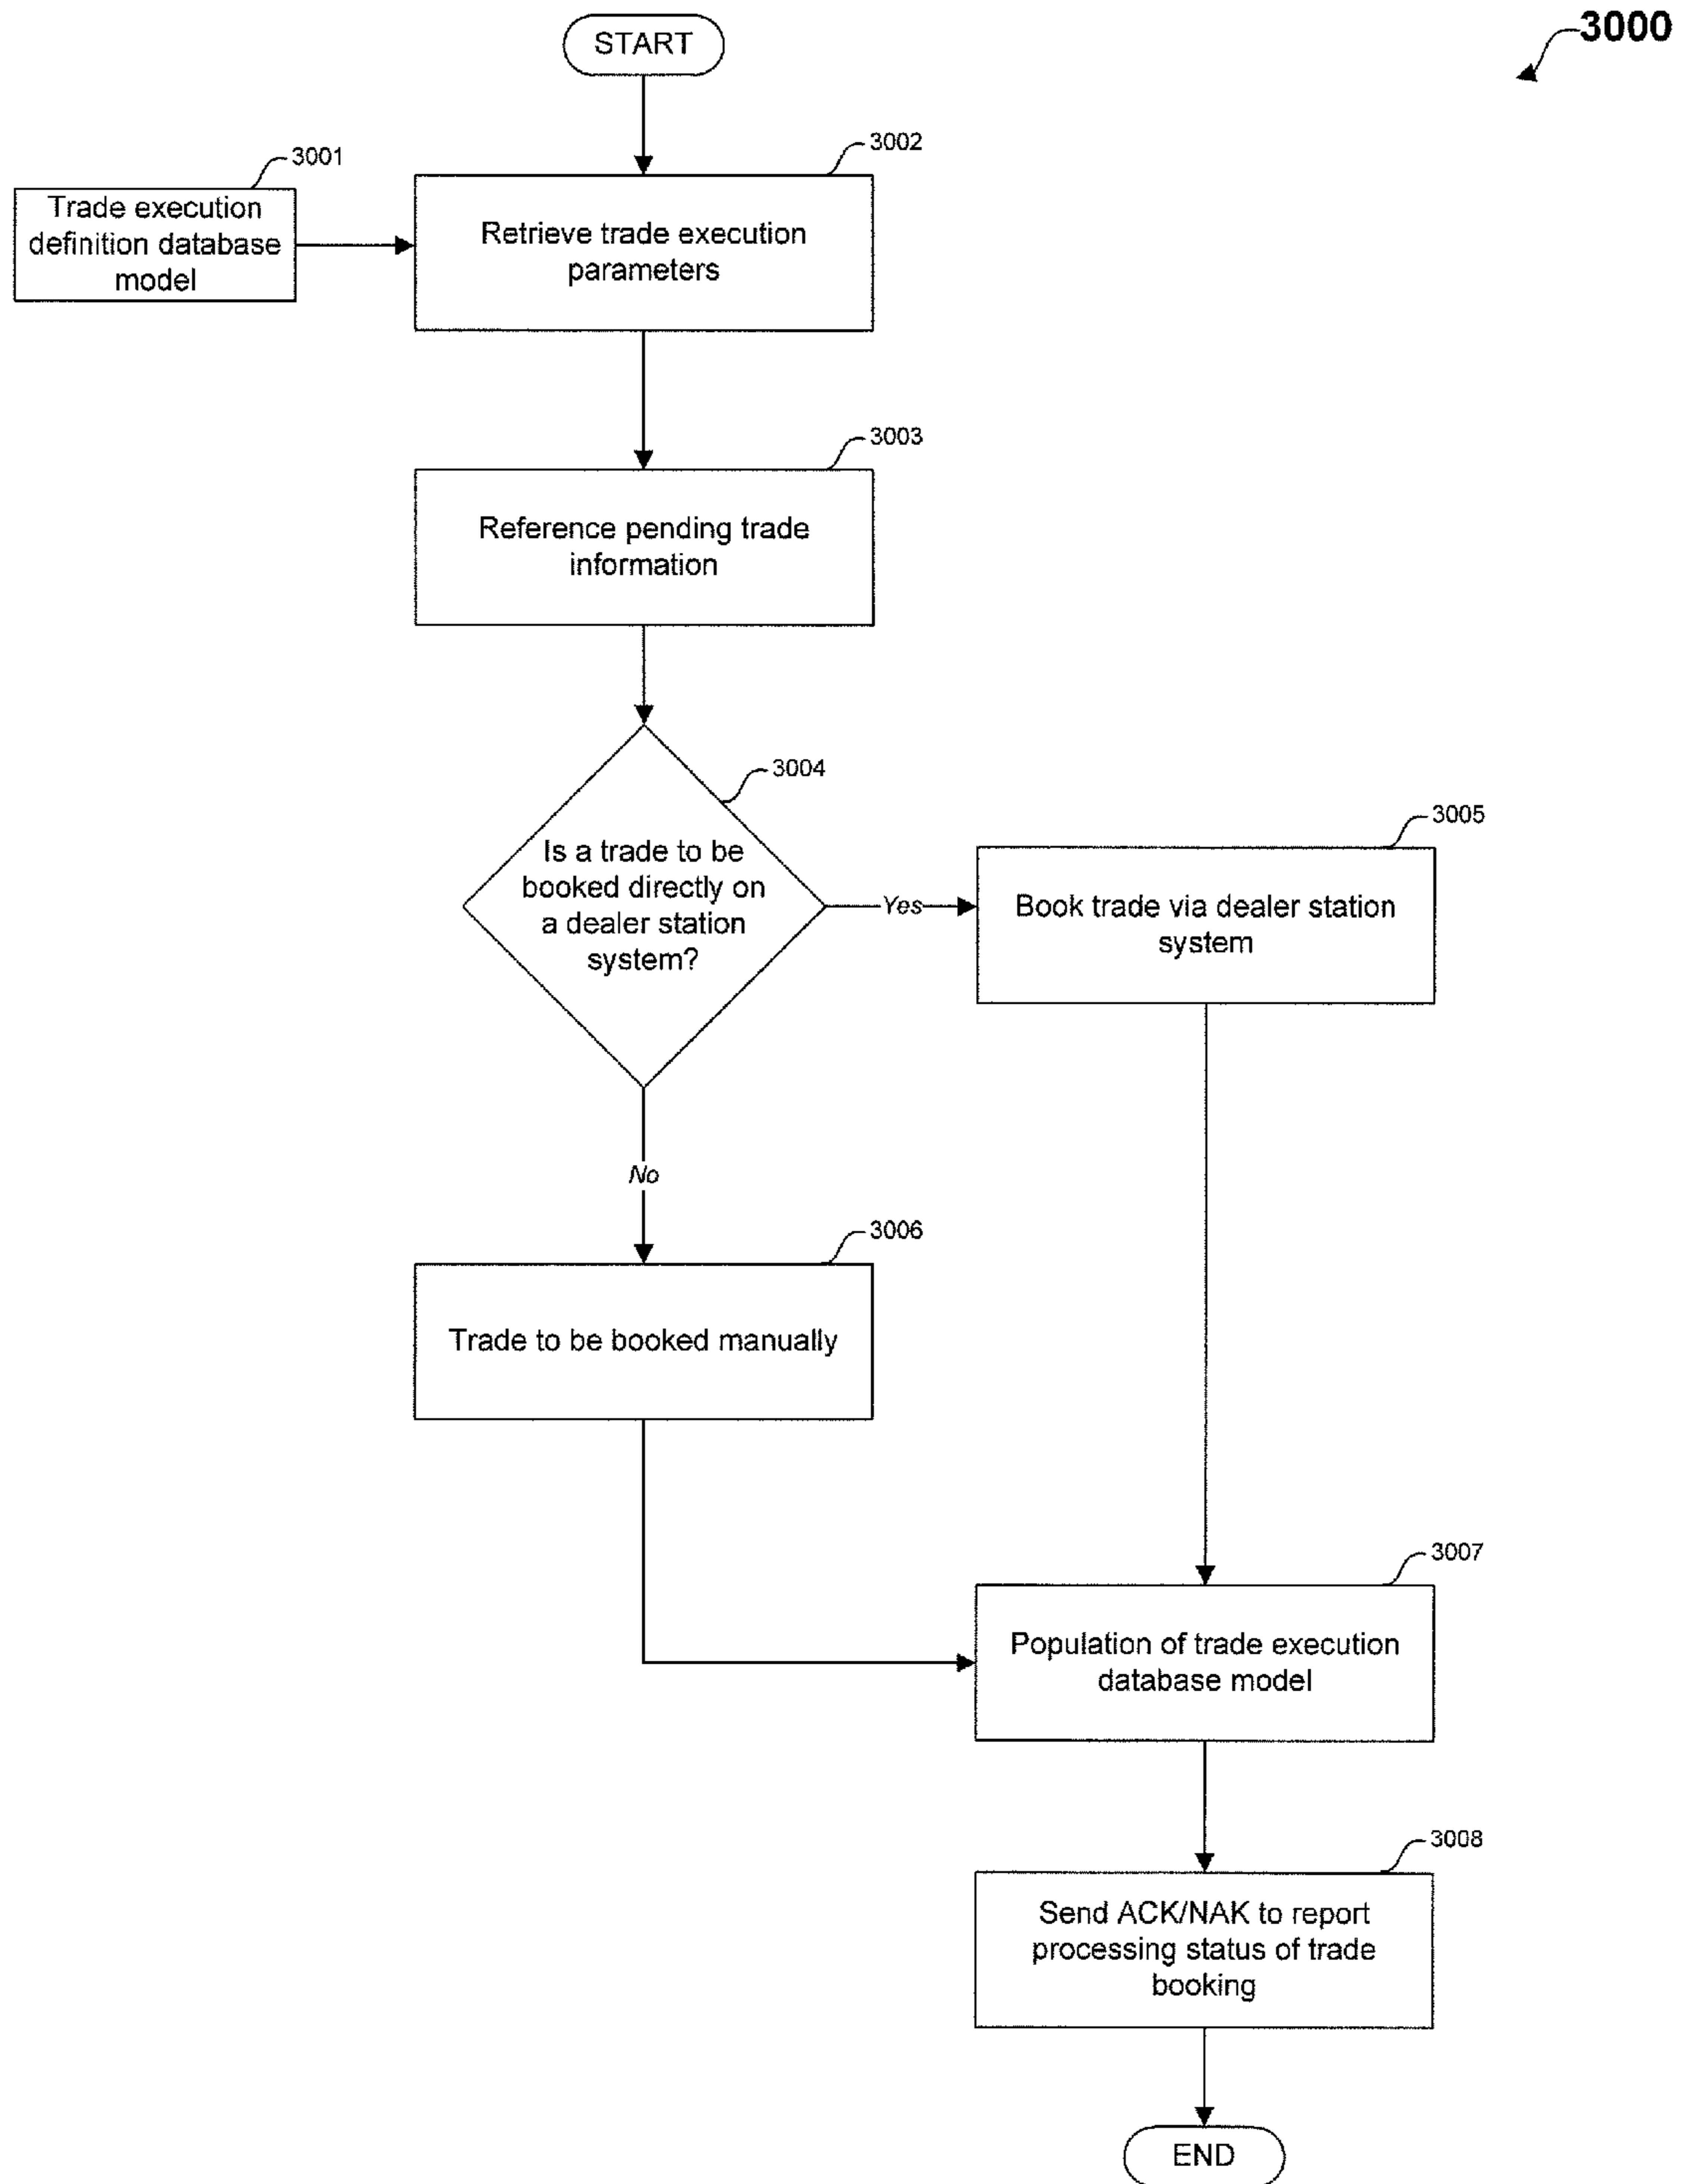 3000
START
3001
3002
Trade execution
definition database
model
Retrieve trade execution
parameters
3003
Reference pending trade
information
3004
Is a trade to be
booked directly on
a dealer station
system?
Yes
3005
Book trade via dealer station
system
No
3006
Trade to be booked manually
3007
Population of trade execution
database model
3008
Send ACK/NAK to report
processing status of trade
booking
END